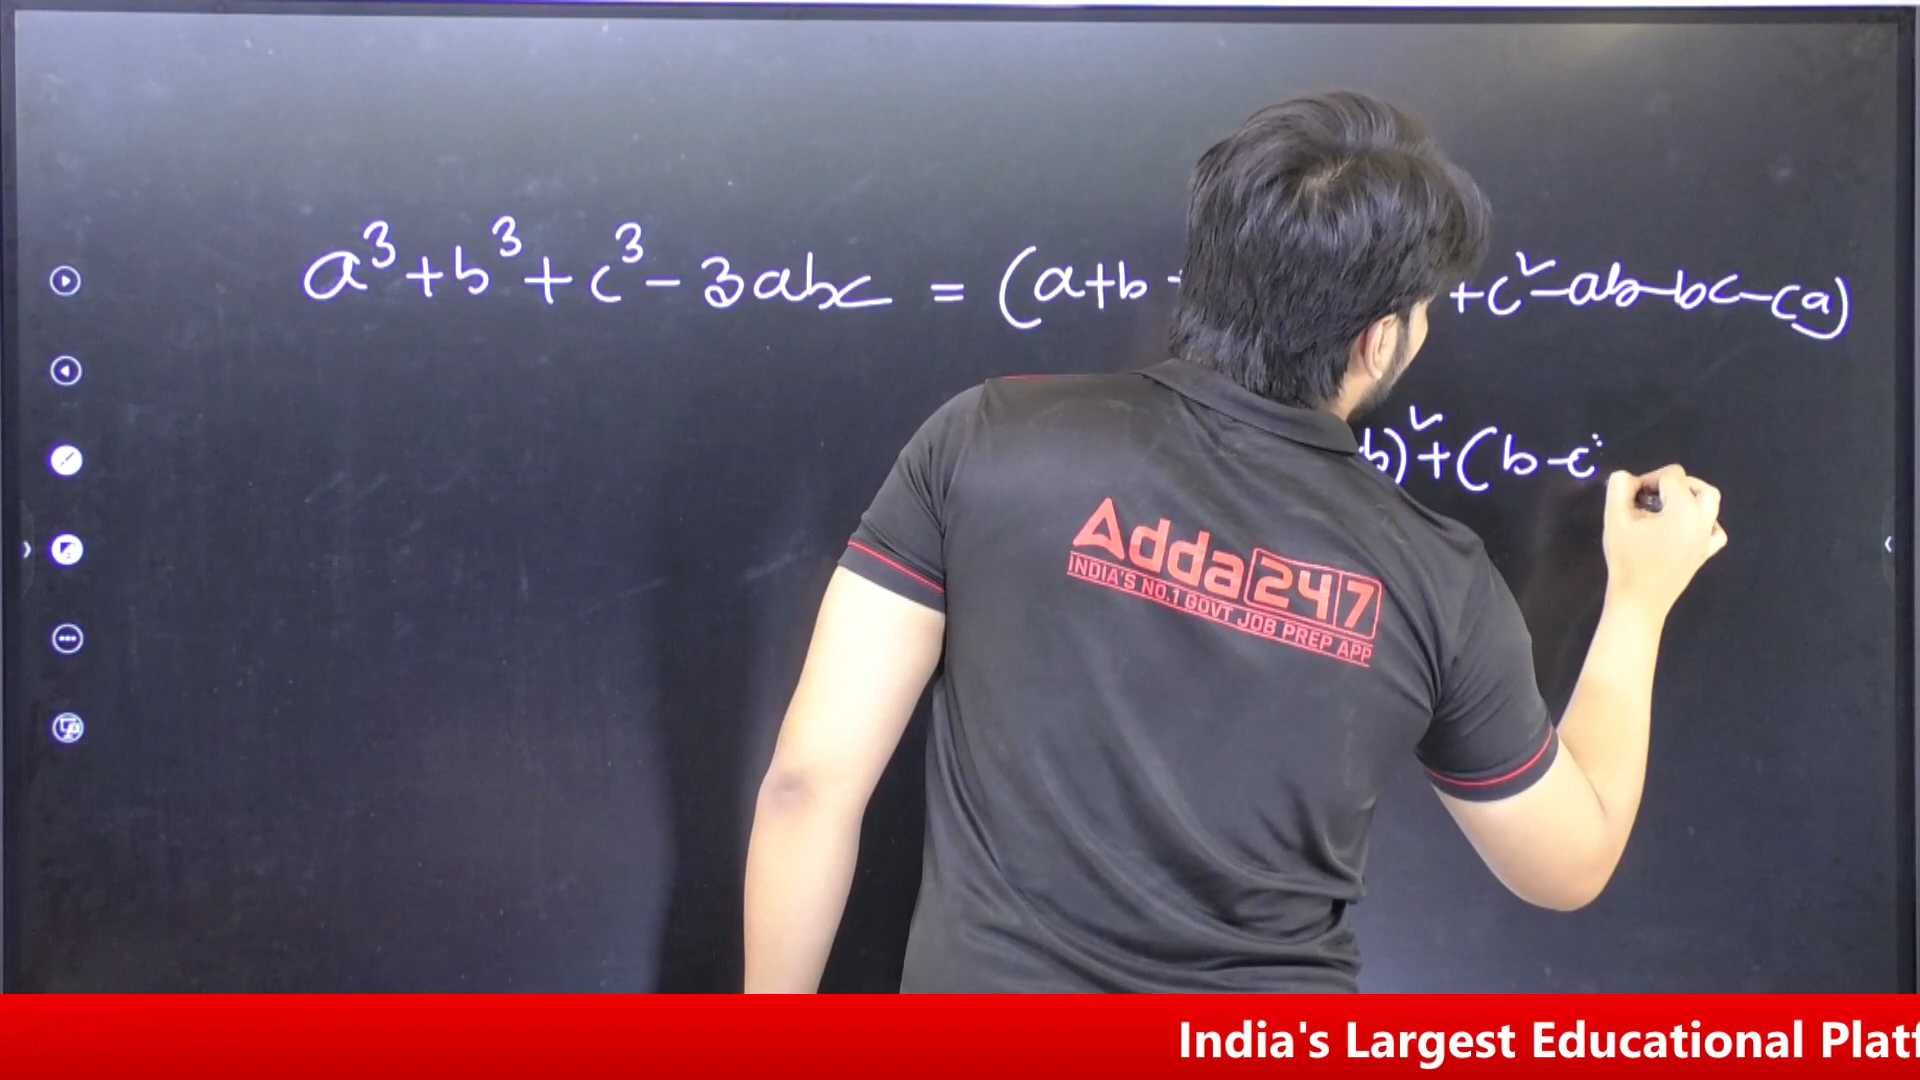 a³+b³+c³-3abc = (a+b +c²-ab-bc-ca)
b)²+(b-c
Adda247
INDIA'S NO.1 GOVT JOB PREP APP
India's Largest Educational Platf